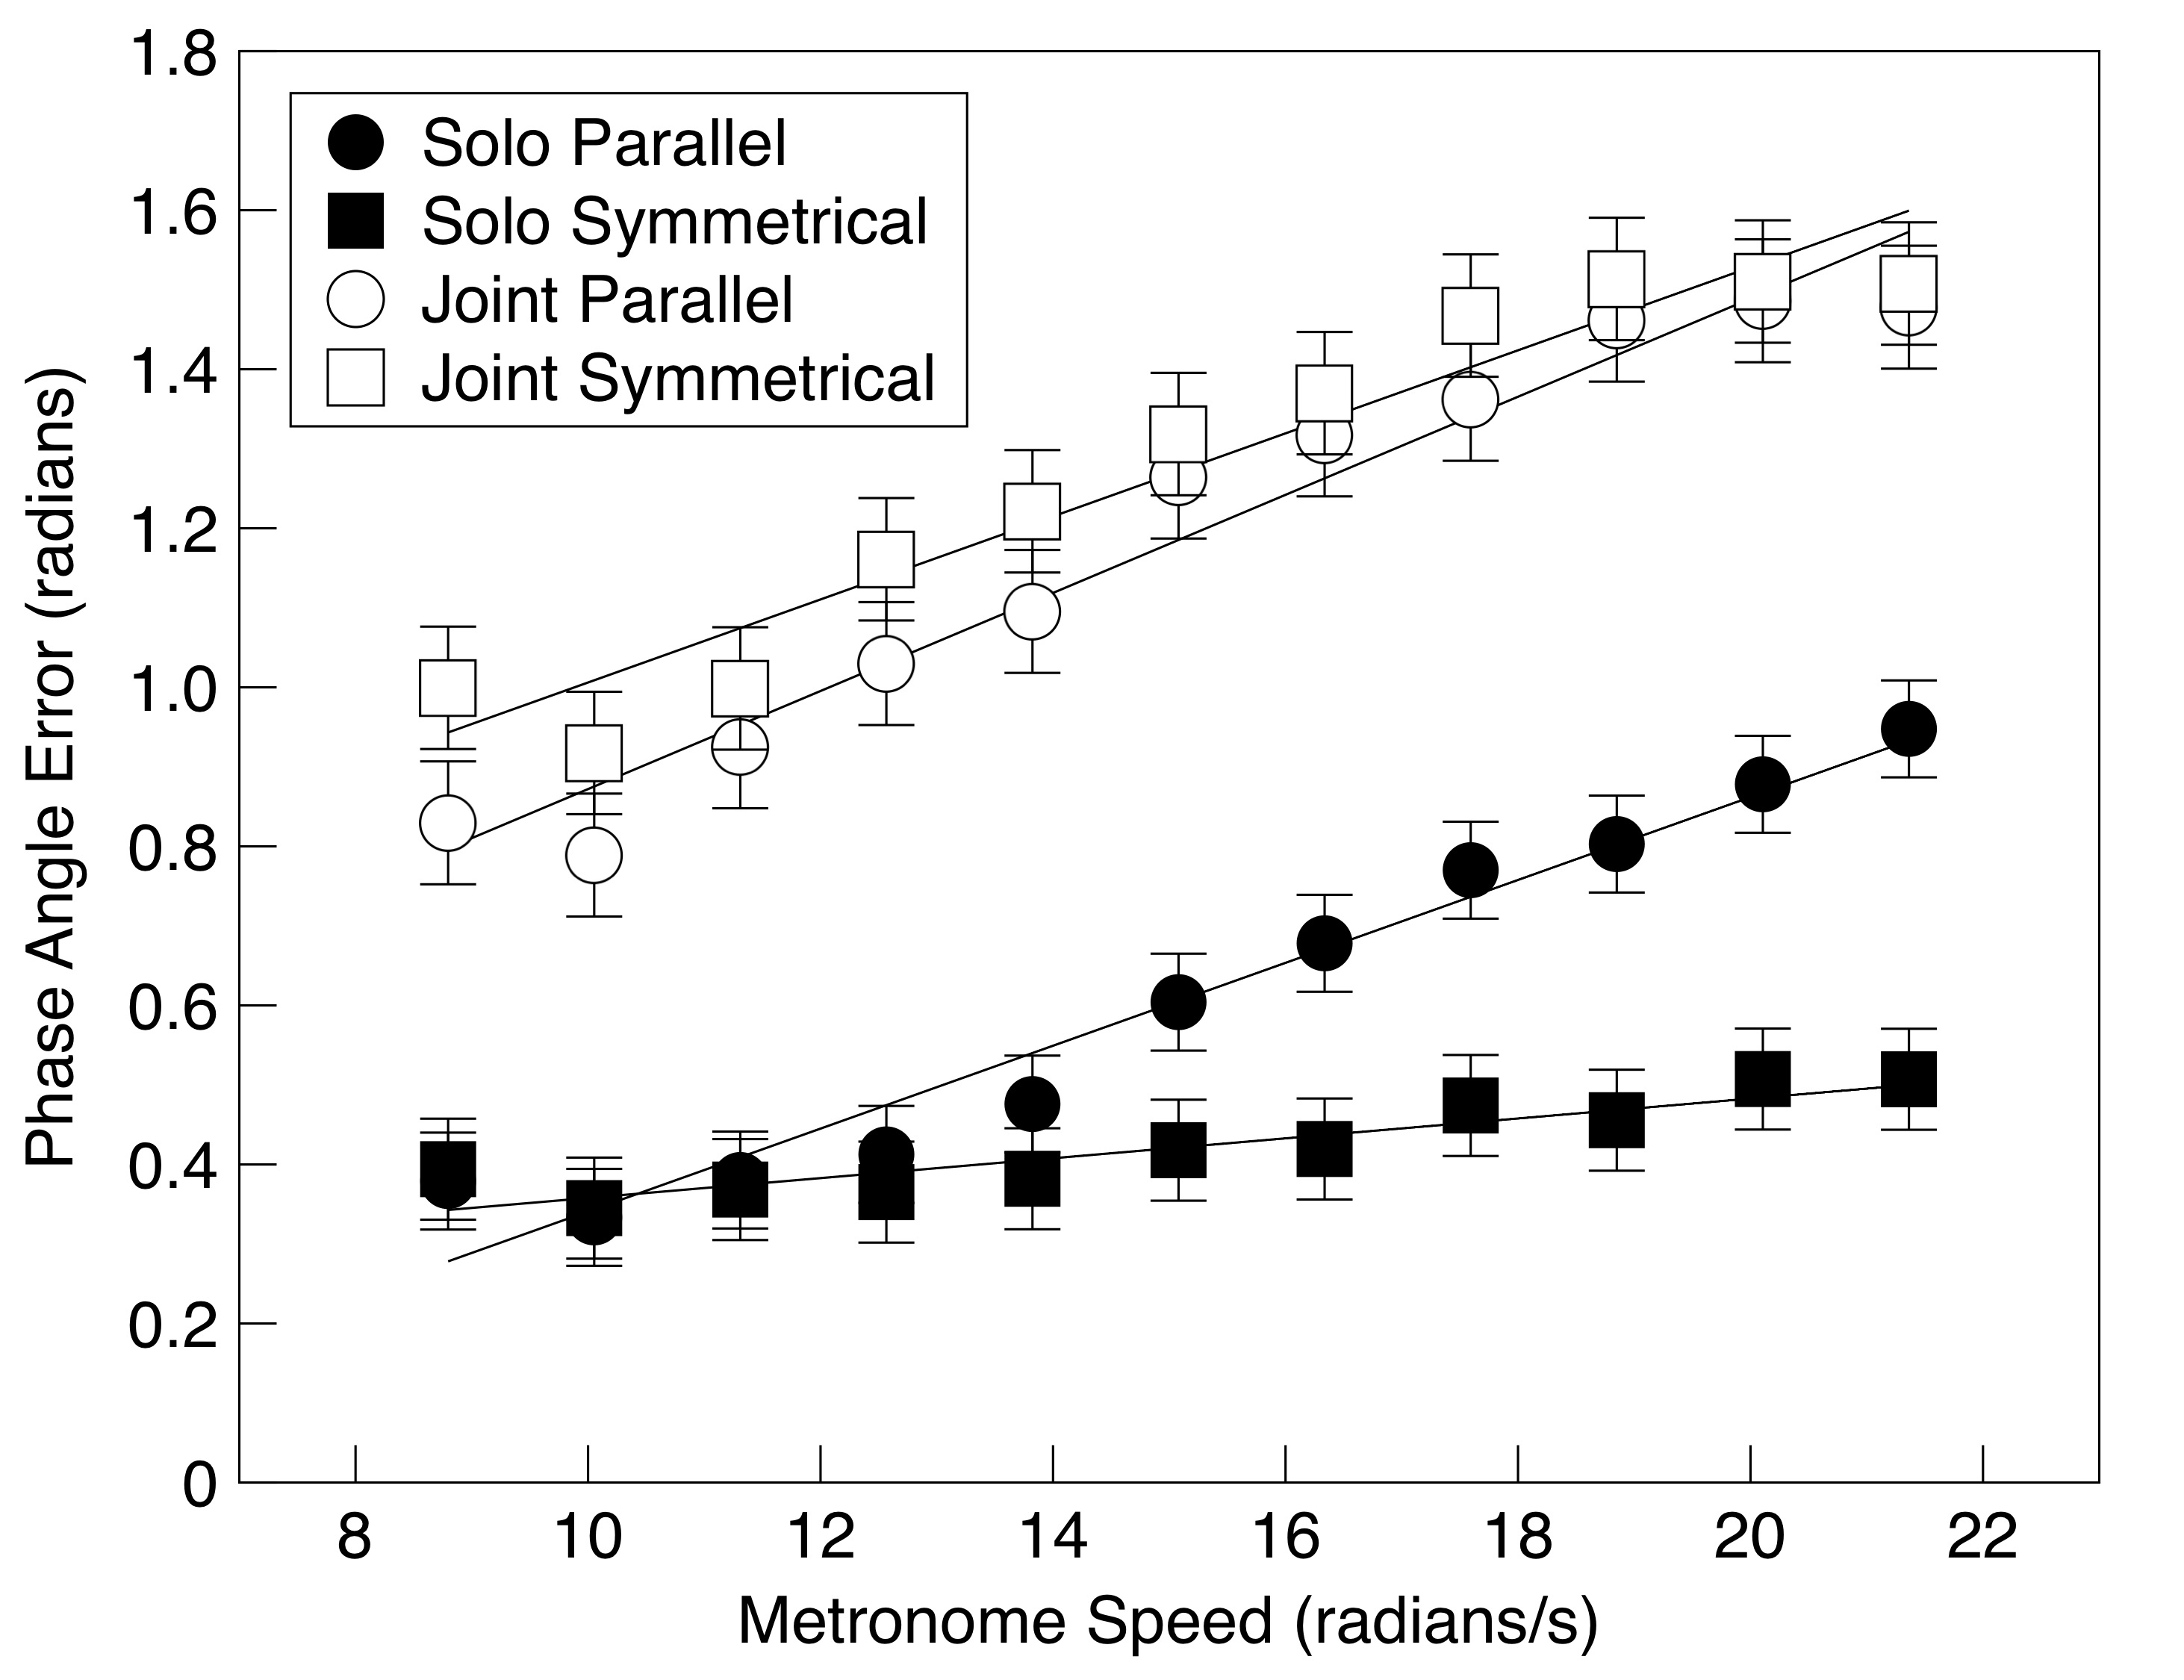 1.8
1.6
1.4
1.2
1.0
0.8
0.6
0.4
0.2
0
Phase Angle Error (radians)
Solo Parallel
Solo Symmetrical
Joint Parallel
Joint Symmetrical
8 10 12 14 16 18 20 22
Metronome Speed (radians/s)